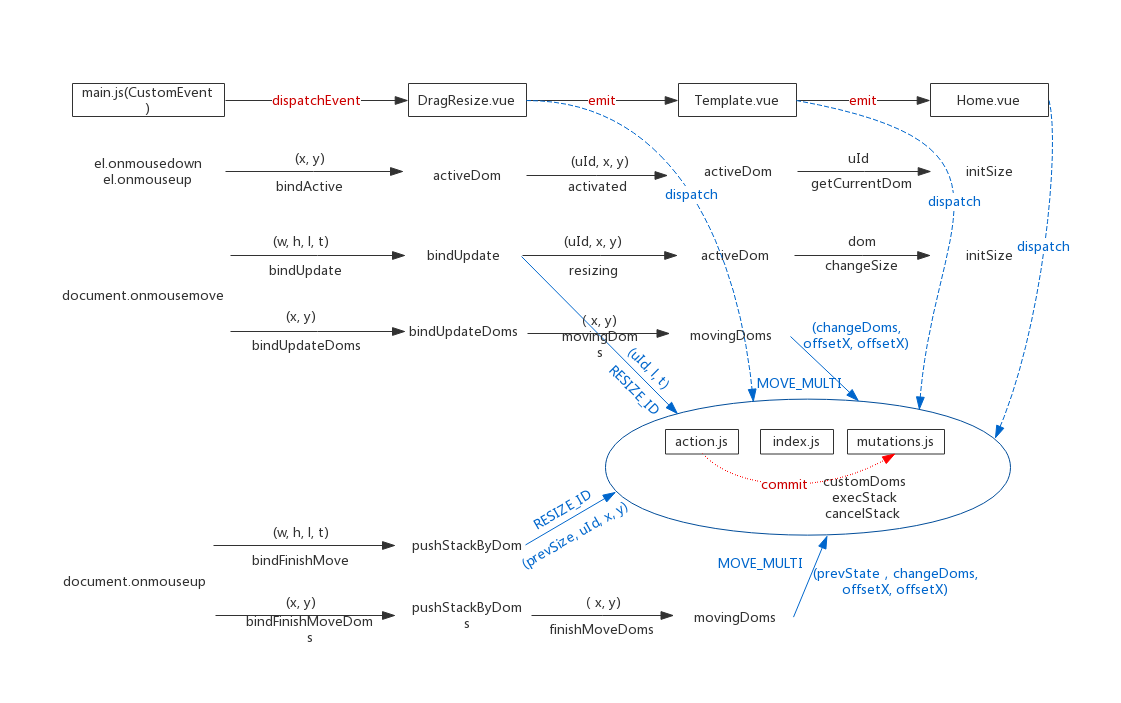 main.js(CustomEvent
)
dispatchEvent
DragResize.vue
emit
Template.vue
emit
Home.vue
el.onmousedown
el.onmouseup
(x, y)
bindActive
activeDom
(uId, x, y)
activated
activeDom
uId
getCurrentDom
initSize
dispatch
dispatch
dispatch
(w, h, l, t)
bindUpdate
bindUpdate
(uId, x, y)
resizing
activeDom
dom
changeSize
initSize
document.onmousemove
(x, y)
bindUpdateDoms
bindUpdateDoms
( x, y)
movingDom
s
movingDoms
(changeDoms,
offsetX, offsetX)
(uId, l, t)
RESIZE_ID
MOVE_MULTI
action.js
index.js
mutations.js
commit
customDoms
execStack
cancelStack
RESIZE_ID
(prevSize, uId, x, y)
(w, h, l, t)
bindFinishMove
pushStackByDom
document.onmouseup
MOVE_MULTI
(prevState , changeDoms,
offsetX, offsetX)
(x, y)
bindFinishMoveDom
s
pushStackByDom
s
( x, y)
finishMoveDoms
movingDoms